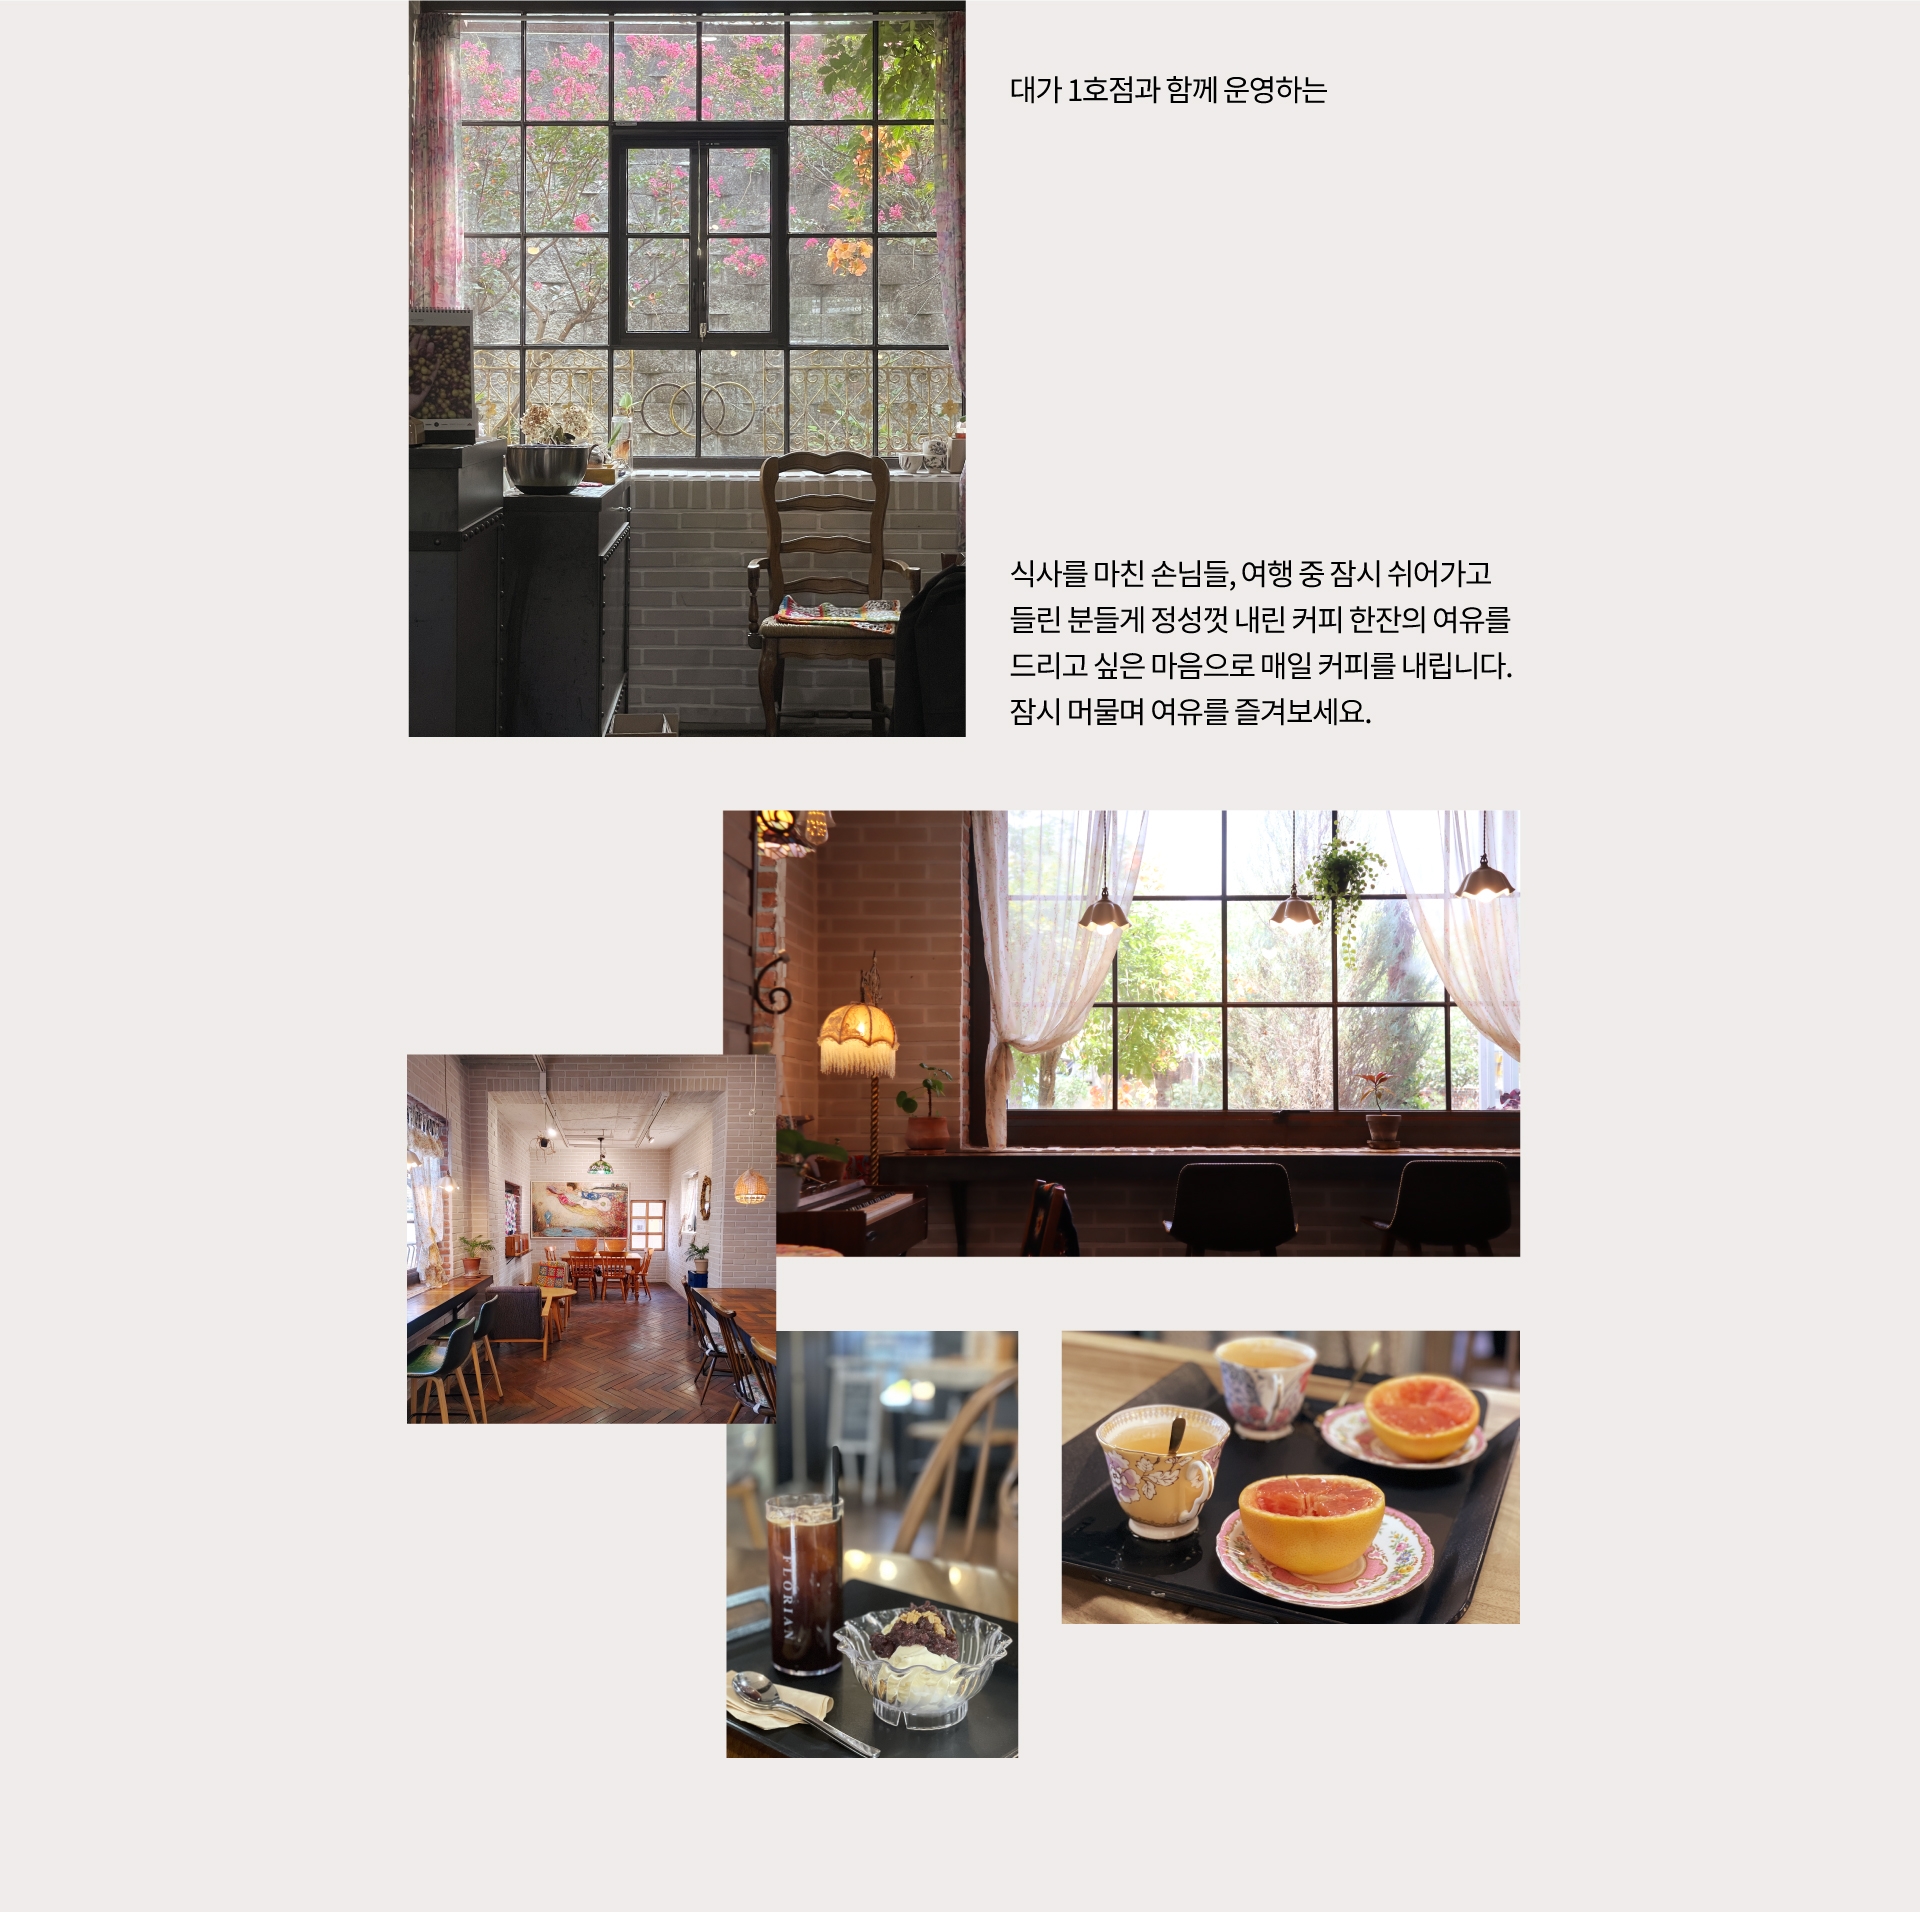 대가 1호점과 함께 운영하는
식사를 마친 손님들, 여행 중 잠시 쉬어가고
들린 분들게 정성껏 내린 커피 한잔의 여유를
드리고 싶은 마음으로 매일 커피를 내립니다.
잠시 머물며 여유를 즐겨보세요.
FLORIAN